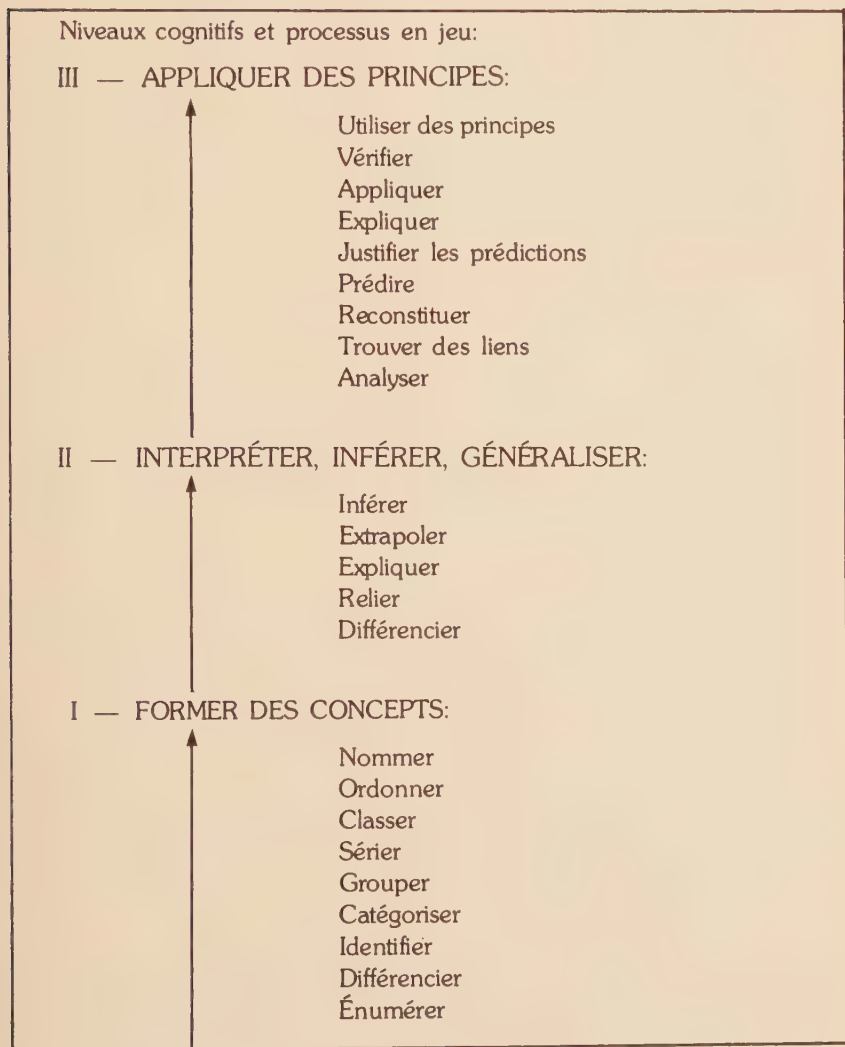 Niveaux cognitifs et processus en jeu:
III — APPLIQUER DES PRINCIPES:
Utiliser des principes
Vérifier
Appliquer
Expliquer
Justifier les prédictions
Prédire
Reconstituer
Trouver des liens
Analyser
II — INTERPRÉTER, INFÉRER, GÉNÉRALISER:
Inférer
Extrapoler
Expliquer
Relier
Différencier
I — FORMER DES CONCEPTS:
Nommer
Ordonner
Classer
Sérier
Grouper
Catégoriser
Identifier
Différencier
Énumérer